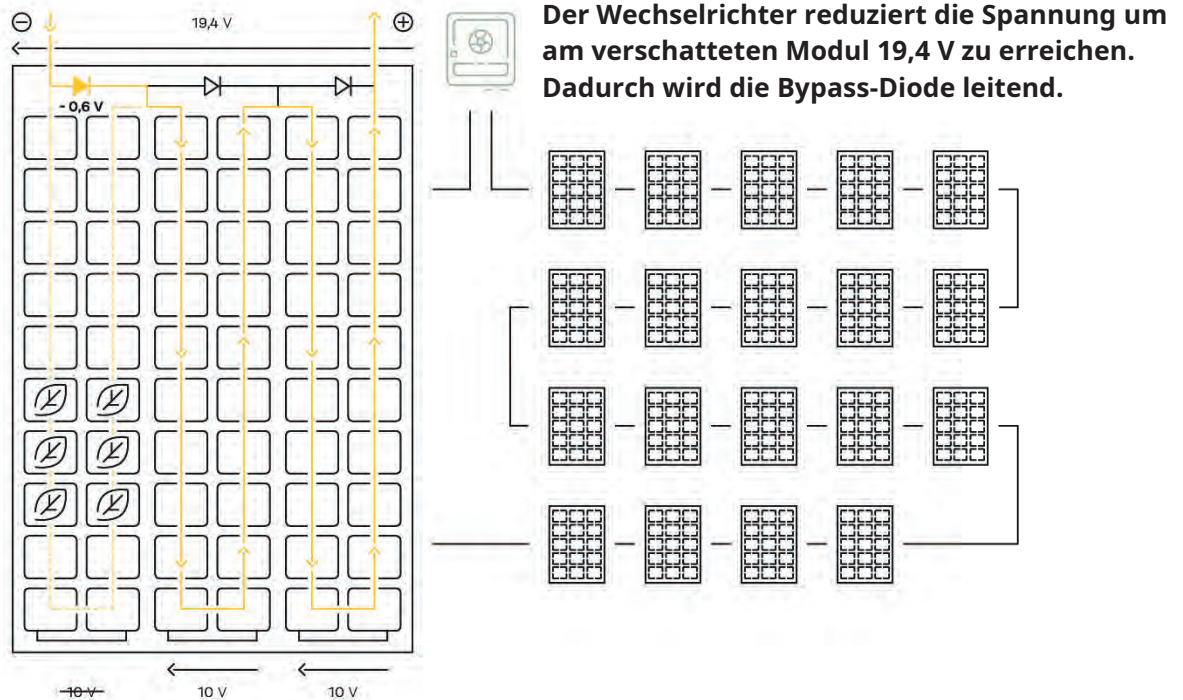 19,4 V
Der Wechselrichter reduziert die Spannung um
am verschatteten Modul 19,4 V zu erreichen.
Dadurch wird die Bypass-Diode leitend.
- 0,6 V
10 V
10 V
10 V